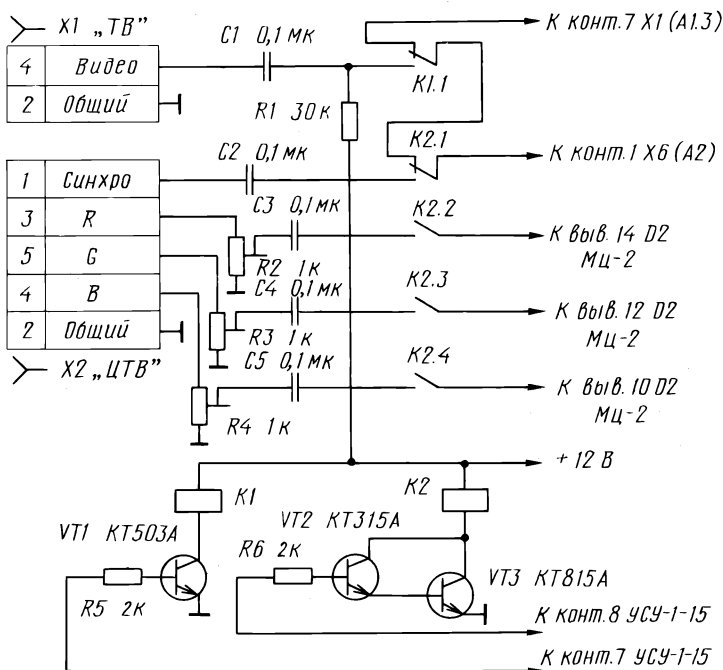 X1 „ТВ”
4 Видео
2 Общий
C1 0,1 мк
К конт.7 X1 (A1.3)
K1.1
R1 30к
1 Синхро
3 R
5 G
4 B
2 Общий
X2 „ЦТВ”
C2 0,1 мк
K2.1
К конт.1 X6 (A2)
C3 0,1 мк
K2.2
R2 1к
К выв. 14 D2
Мц-2
C4 0,1 мк
K2.3
R3 1к
К выв. 12 D2
Мц-2
C5 0,1 мк
K2.4
R4 1к
К выв. 10 D2
Мц-2
+ 12 В
K1
K2
VT1 КТ503А
VT2 КТ315А
R6 2к
R5 2к
VT3 КТ815А
К конт.8 УСУ-1-15
К конт.7 УСУ-1-15